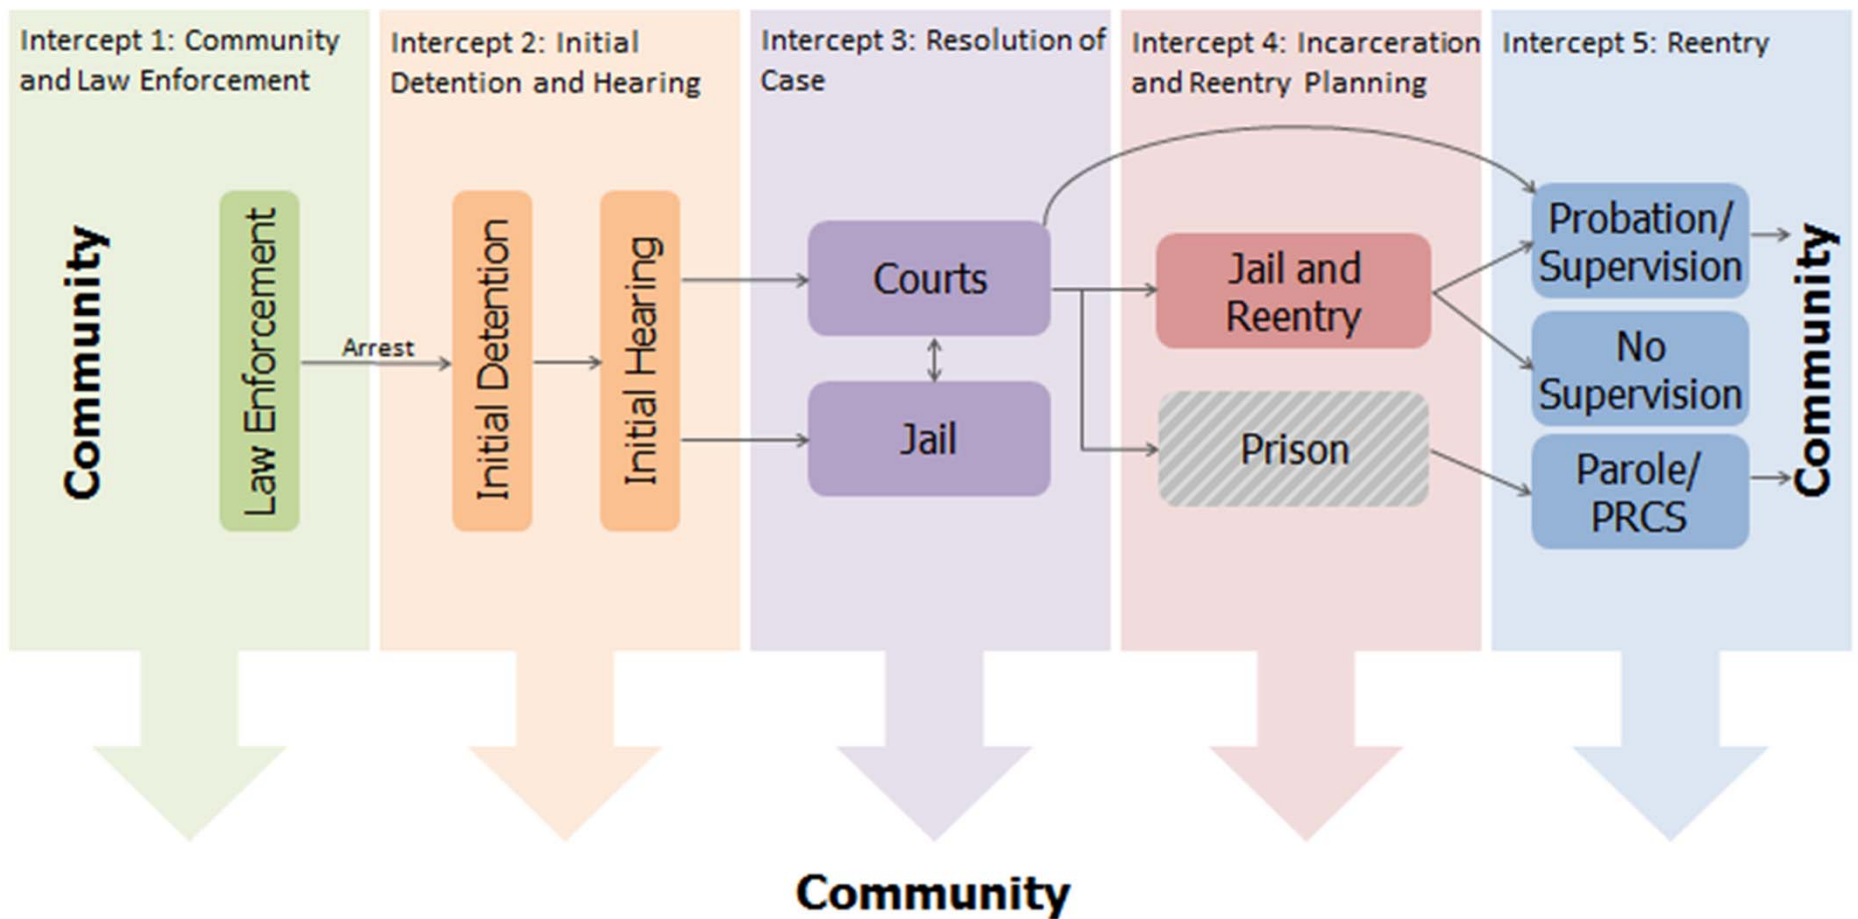 Intercept 1: Community
and Law Enforcement
Intercept 2: Initial
Detention and Hearing
Intercept 3: Resolution of
Case
Intercept 4: Incarceration
and Reentry Planning
Intercept 5: Reentry
Community
Law Enforcement
Arrest
Initial Detention
Initial Hearing
Courts
Jail
Jail and
Reentry
Prison
Probation/
Supervision
No
Supervision
Parole/
PRCS
Community
Community